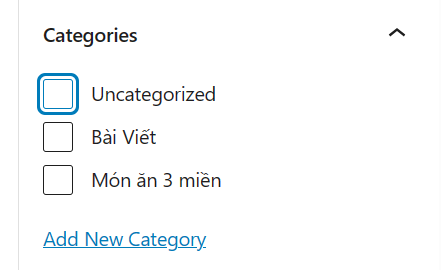 Categories
Uncategorized
Bài Viết
Món ăn 3 miền
Add New Category